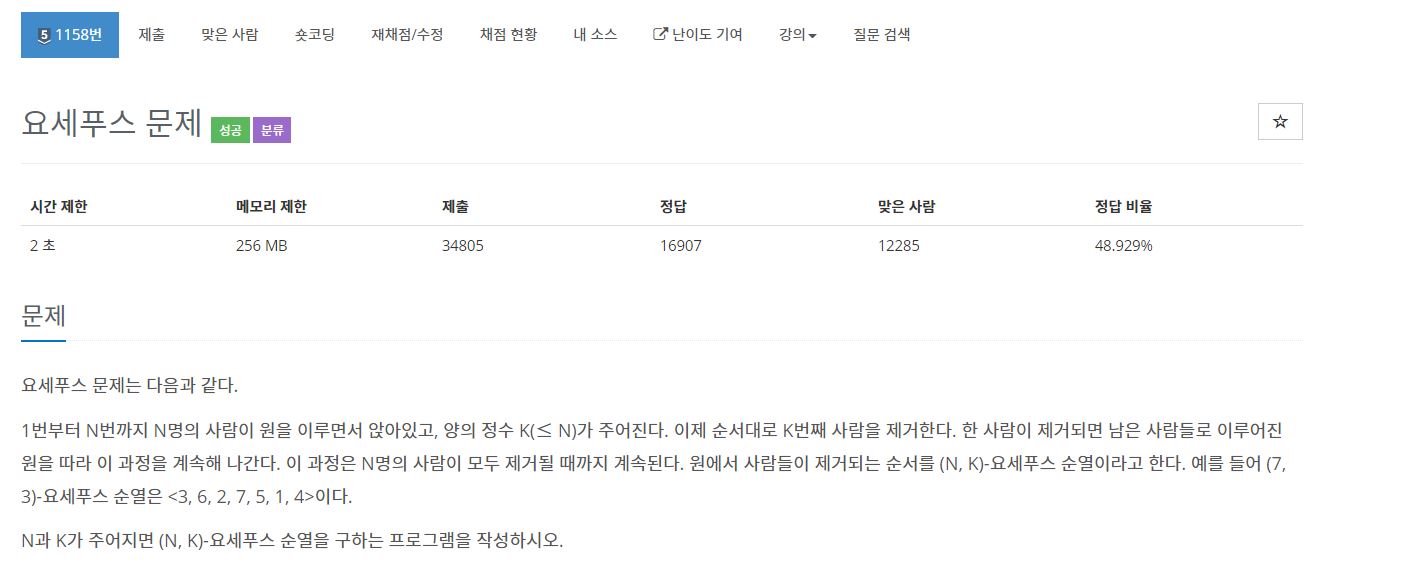 5 1158번 제출 맞은 사람 숏코딩 재채점/수정 채점 현황 내 소스 난이도 기여 강의 질문 검색
요세푸스 문제 성공 분류
시간 제한 메모리 제한 제출 정답 맞은 사람 정답 비율
2 초 256 MB 34805 16907 12285 48.929%
문제
요세푸스 문제는 다음과 같다.
1번부터 N번까지 N명의 사람이 원을 이루면서 앉아있고, 양의 정수 K(≤ N)가 주어진다. 이제 순서대로 K번째 사람을 제거한다. 한 사람이 제거되면 남은 사람들로 이루어진
원을 따라 이 과정을 계속해 나간다. 이 과정은 N명의 사람이 모두 제거될 때까지 계속된다. 원에서 사람들이 제거되는 순서를 (N, K)-요세푸스 순열이라고 한다. 예를 들어 (7,
3)-요세푸스 순열은 <3, 6, 2, 7, 5, 1, 4>이다.
N과 K가 주어지면 (N, K)-요세푸스 순열을 구하는 프로그램을 작성하시오.